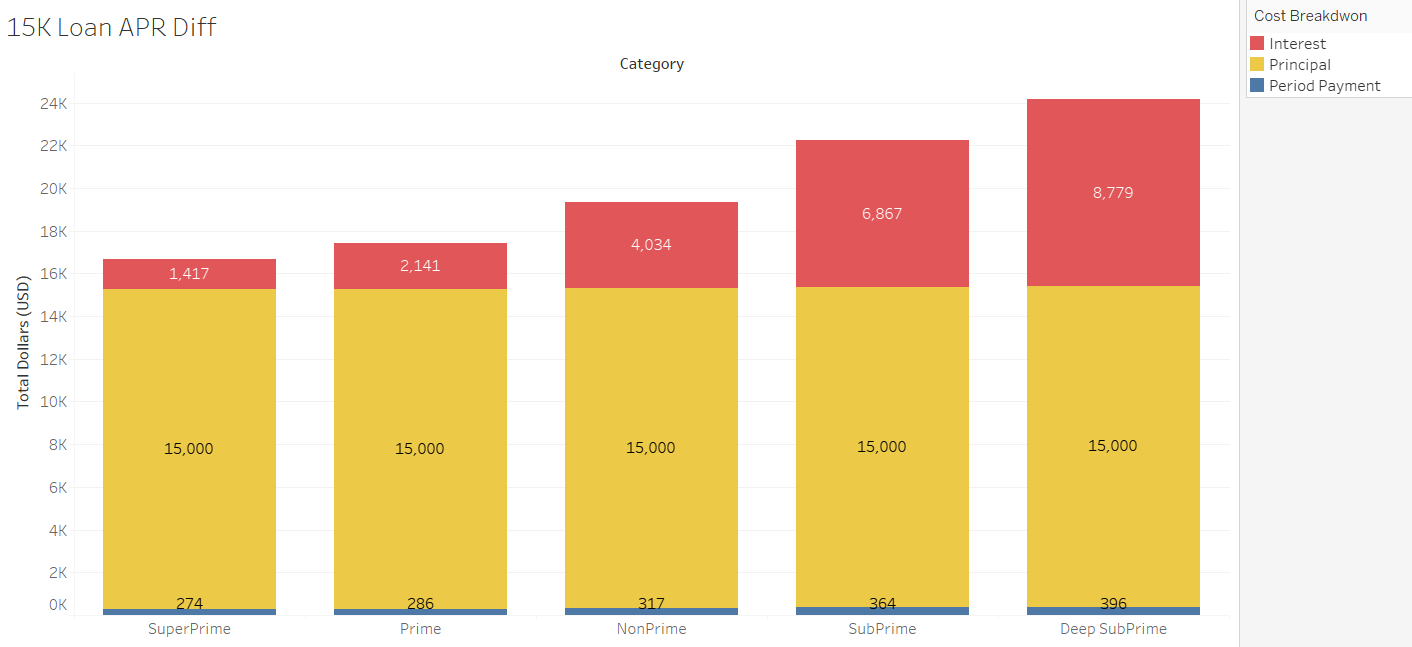 15K Loan APR Diff
Cost Breakdwon
Interest
Principal
Period Payment
Category
Total Dollars (USD)
24K
22K
20K
18K
16K
14K
12K
10K
8K
6K
4K
2K
0K
1,417
2,141
4,034
6,867
8,779
15,000
15,000
15,000
15,000
15,000
274
286
317
364
396
SuperPrime
Prime
NonPrime
SubPrime
Deep SubPrime